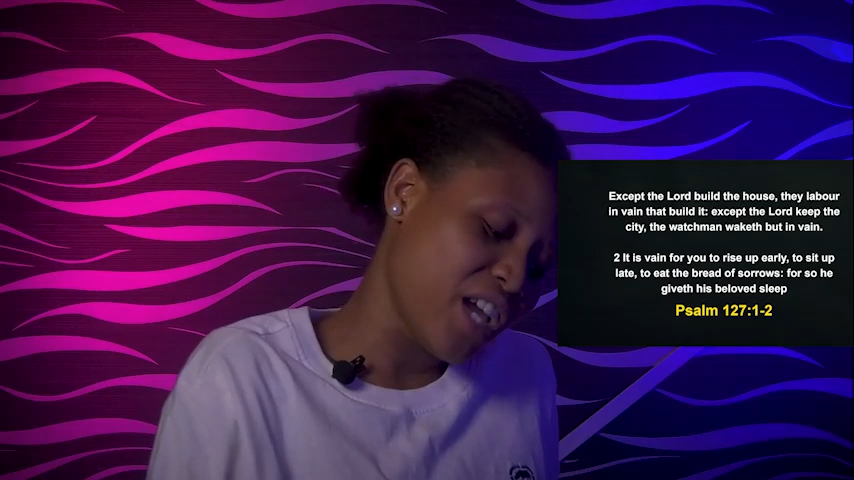 Except the Lord build the house, they labour
in vain that build it: except the Lord keep the
city, the watchman waketh but in vain.
2 It is vain for you to rise up early, to sit up
late, to eat the bread of sorrows: for so he
giveth his beloved sleep
Psalm 127:1-2